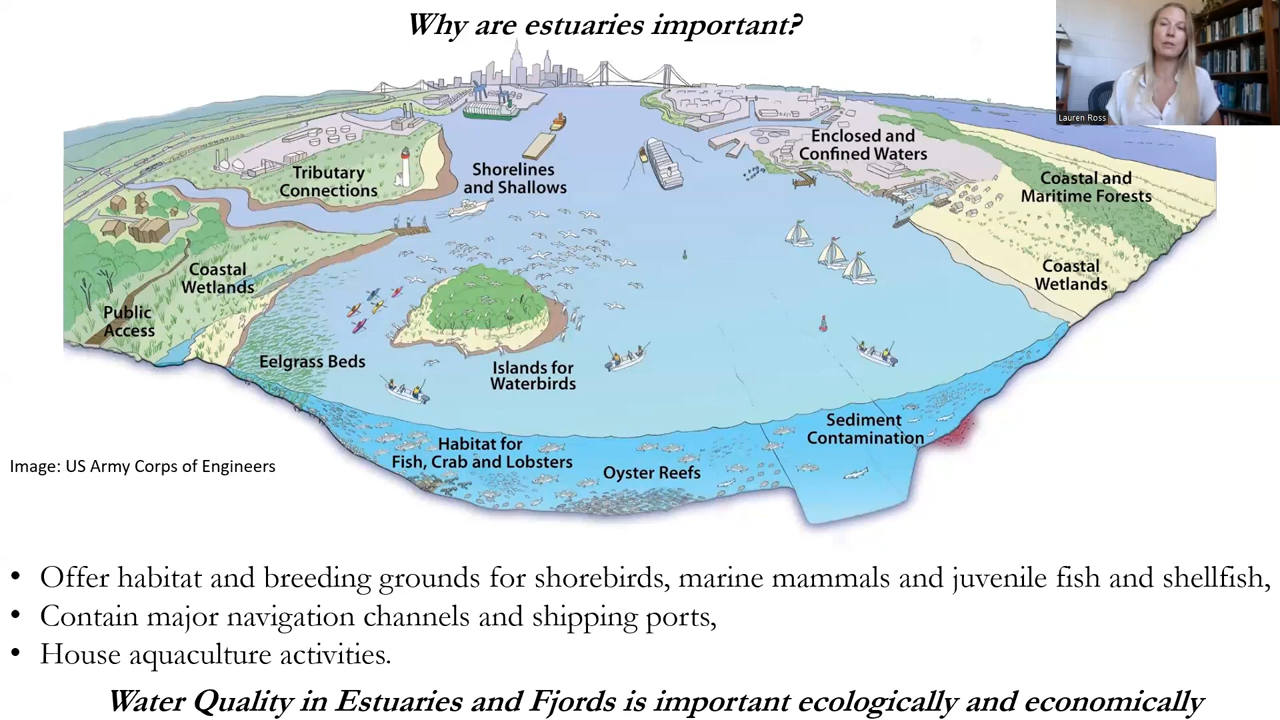 Why are estuaries important?
Lauren Ross
Enclosed and
Confined Waters
Tributary
Connections
Shorelines
and Shallows
Coastal and
Maritime Forests
Coastal
Wetlands
Coastal
Wetlands
Public
Access
Eelgrass Beds
Islands for
Waterbirds
Sediment
Contamination
Habitat for
Fish, Crab and Lobsters
Oyster Reefs
Image: US Army Corps of Engineers
• Offer habitat and breeding grounds for shorebirds, marine mammals and juvenile fish and shellfish,
• Contain major navigation channels and shipping ports,
• House aquaculture activities.
Water Quality in Estuaries and Fjords is important ecologically and economically